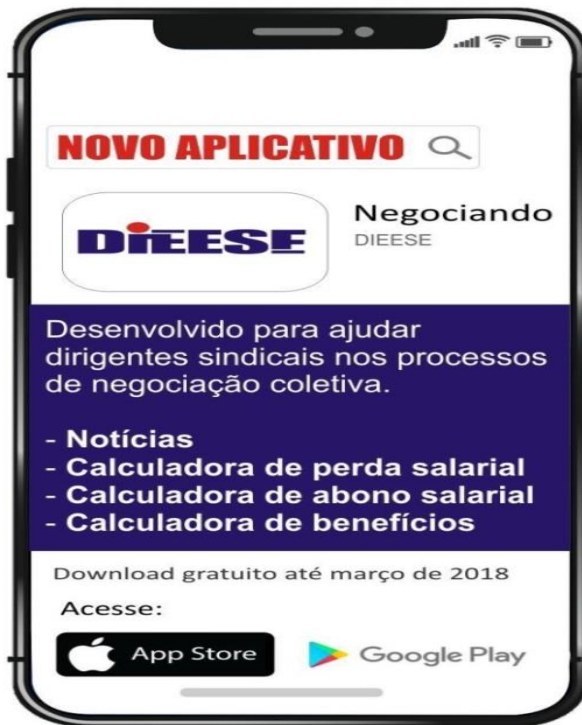 NOVO APLICATIVO
DIEESE
Negociando
DIEESE
Desenvolvido para ajudar
dirigentes sindicais nos processos
de negociação coletiva.
- Notícias
- Calculadora de perda salarial
- Calculadora de abono salarial
- Calculadora de benefícios
Download gratuito até março de 2018
Acesse:
App Store
Google Play